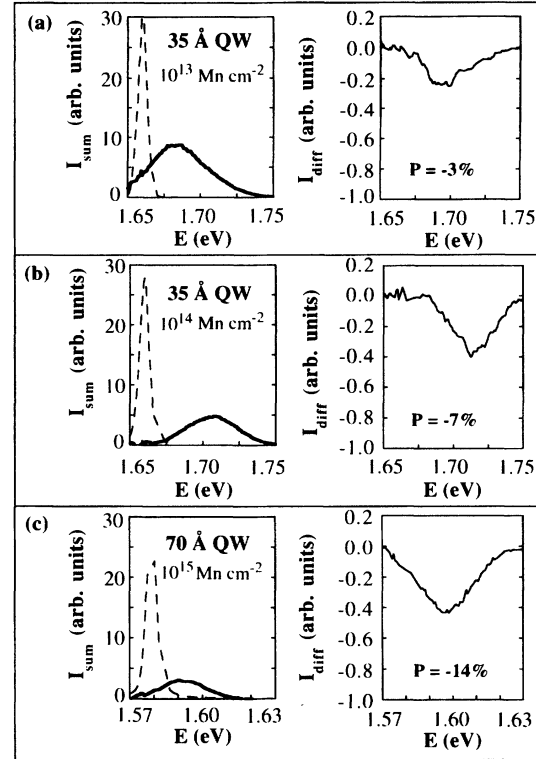 (a)
35 Å QW
10¹³ Mn cm⁻²
I_sum (arb. units)
30
20
10
0
1.65 1.70 1.75
E (eV)
I_diff (arb. units)
0.2
0.0
-0.2
-0.4
-0.6
-0.8
-1.0
P = -3%
1.65 1.70 1.75
E (eV)
(b)
35 Å QW
10¹⁴ Mn cm⁻²
I_sum (arb. units)
30
20
10
0
1.65 1.70 1.75
E (eV)
I_diff (arb. units)
0.2
0.0
-0.2
-0.4
-0.6
-0.8
-1.0
P = -7%
1.65 1.70 1.75
E (eV)
(c)
70 Å QW
10¹⁵ Mn cm⁻²
I_sum (arb. units)
30
20
10
0
1.57 1.60 1.63
E (eV)
I_diff (arb. units)
0.2
0.0
-0.2
-0.4
-0.6
-0.8
-1.0
P = -14%
1.57 1.60 1.63
E (eV)